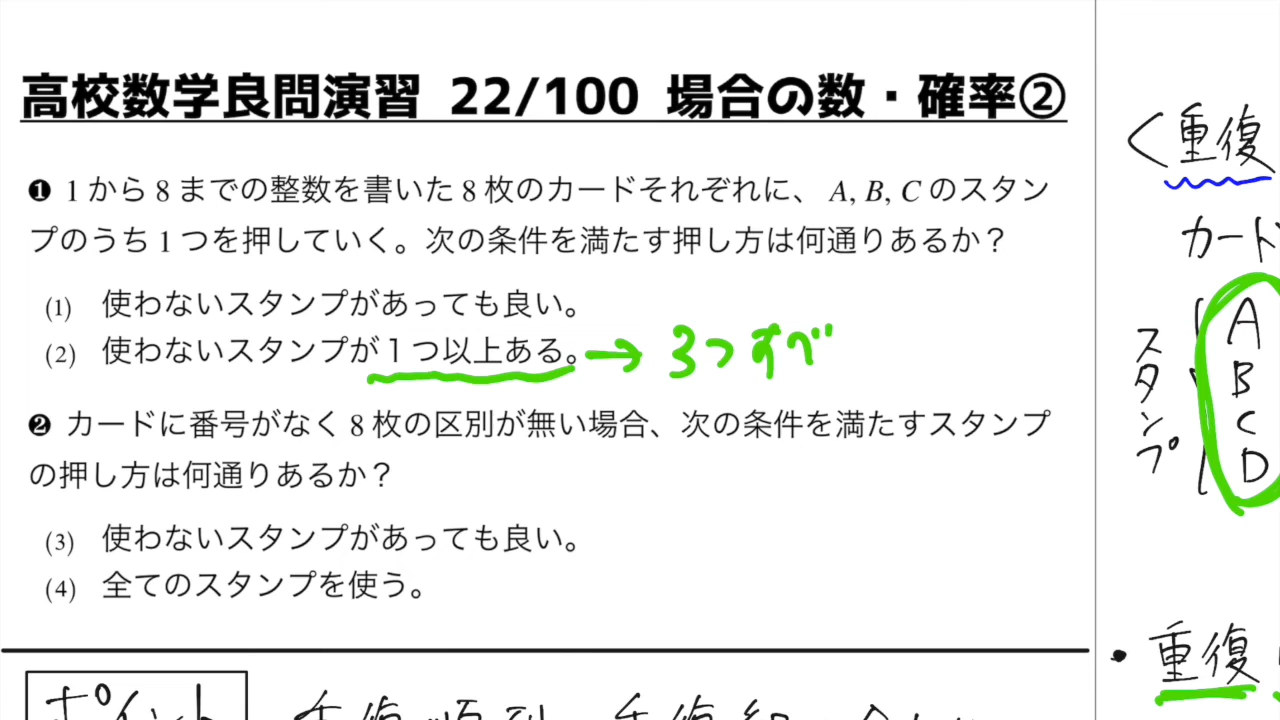 高校数学良問演習 22/100 場合の数・確率②
❶ 1 から 8 までの整数を書いた 8 枚のカードそれぞれに、 A, B, C のスタン
プのうち 1 つを押していく。次の条件を満たす押し方は何通りあるか？
(1) 使わないスタンプがあっても良い。
(2) 使わないスタンプが１つ以上ある。→ 3つすべ
❷ カードに番号がなく 8 枚の区別が無い場合、次の条件を満たすスタンプ
の押し方は何通りあるか？
(3) 使わないスタンプがあっても良い。
(4) 全てのスタンプを使う。
ポイント
<重復
カード
スタンプ
A
B
C
D
・重復